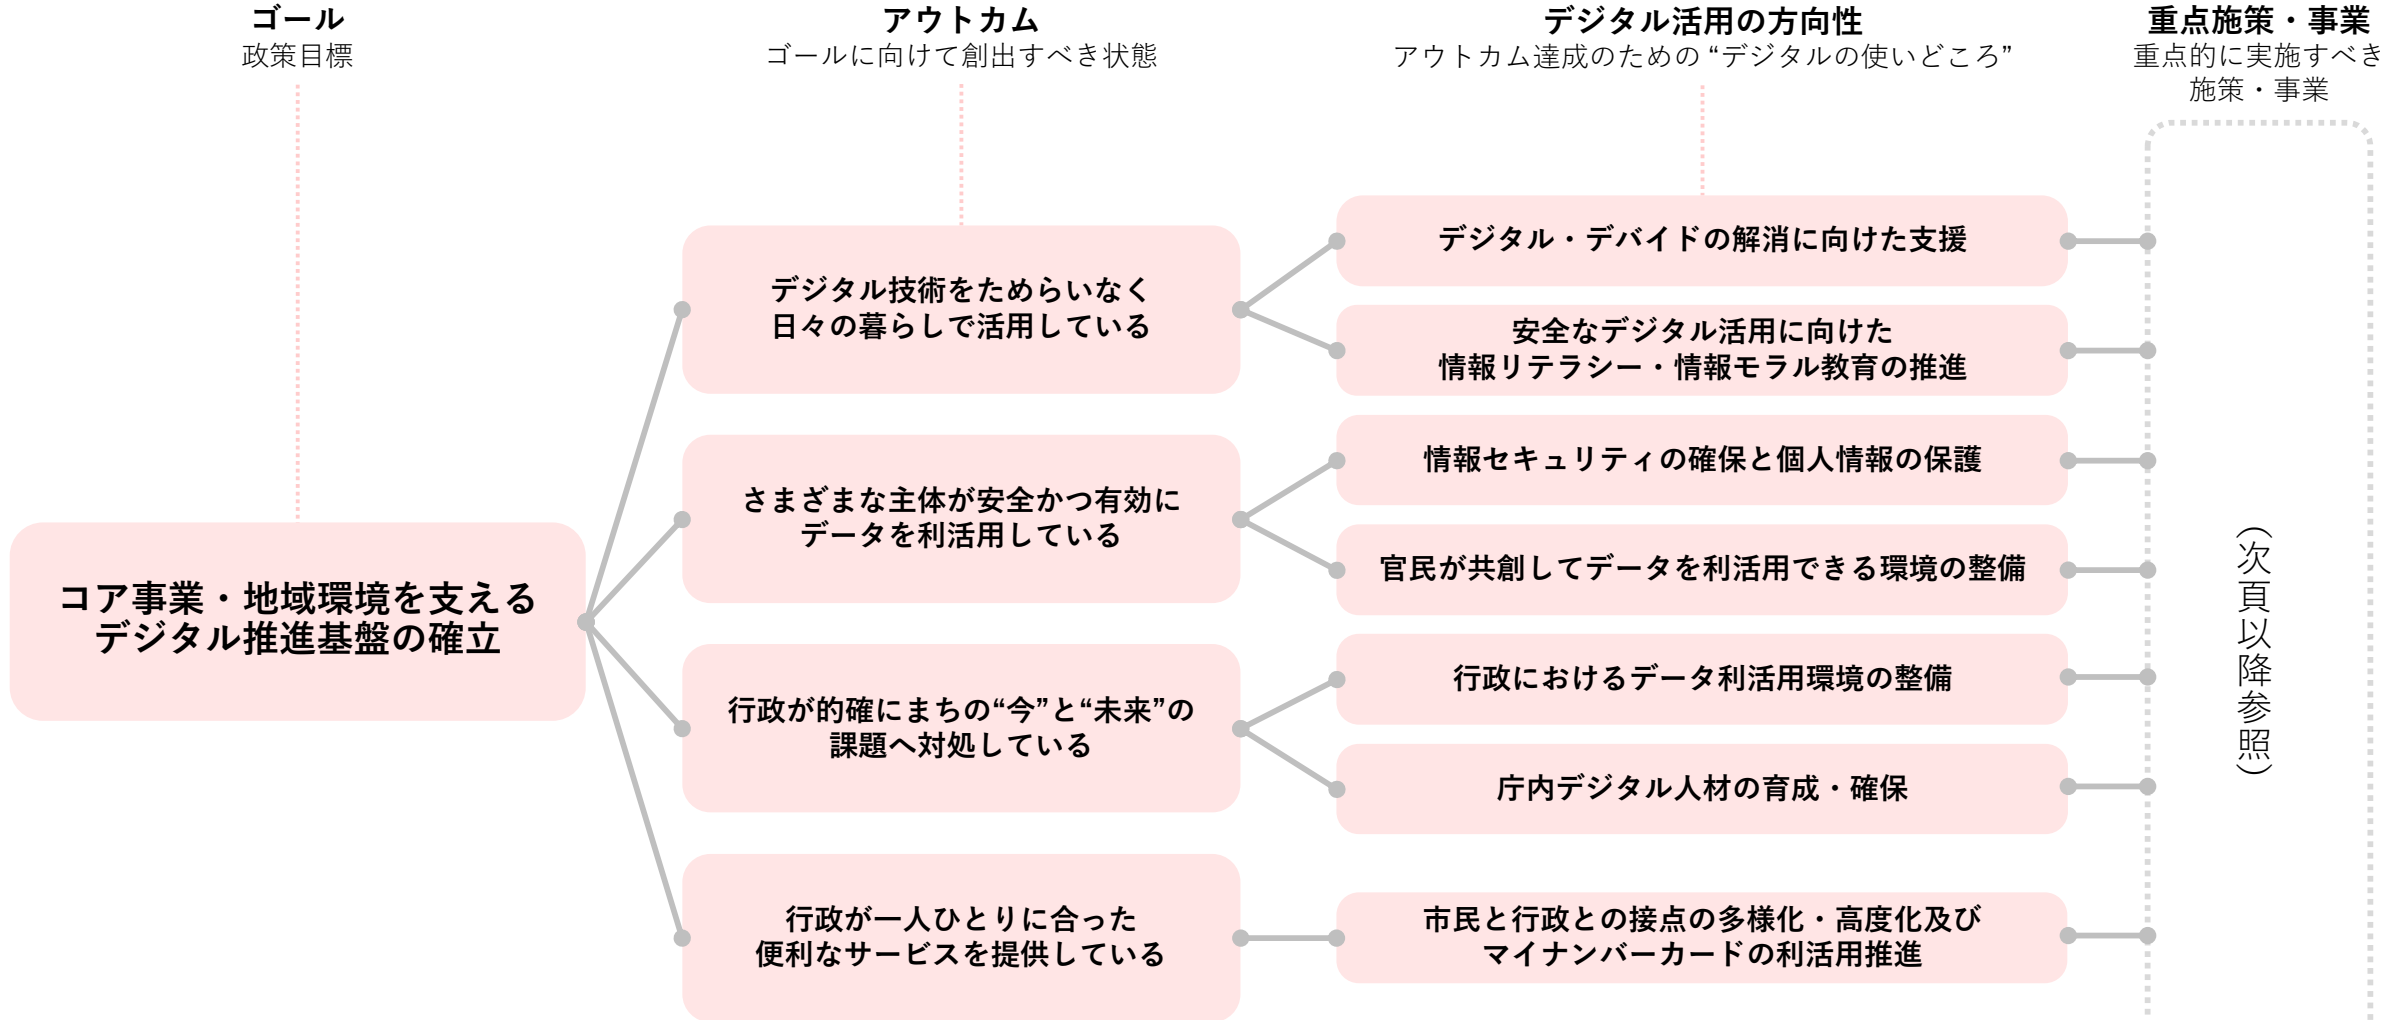 ゴール
政策目標
アウトカム
ゴールに向けて創出すべき状態
デジタル活用の方向性
アウトカム達成のための “デジタルの使いどころ”
重点施策・事業
重点的に実施すべき
施策・事業
コア事業・地域環境を支える
デジタル推進基盤の確立
デジタル技術をためらいなく
日々の暮らしで活用している
さまざまな主体が安全かつ有効に
データを利活用している
行政が的確にまちの“今”と“未来”の
課題へ対処している
行政が一人ひとりに合った
便利なサービスを提供している
デジタル・デバイドの解消に向けた支援
安全なデジタル活用に向けた
情報リテラシー・情報モラル教育の推進
情報セキュリティの確保と個人情報の保護
官民が共創してデータを利活用できる環境の整備
行政におけるデータ利活用環境の整備
庁内デジタル人材の育成・確保
市民と行政との接点の多様化・高度化及び
マイナンバーカードの利活用推進
（次頁以降参照）